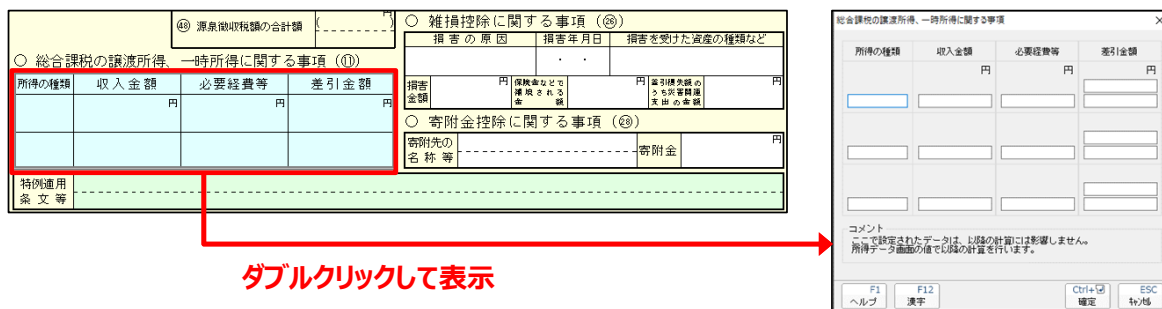 ㊽ 源泉徴収税額の合計額 ( 円 )
○ 総合課税の譲渡所得、一時所得に関する事項 (⑪)
所得の種類 収入金額 必要経費等 差引金額
円 円 円
○ 雑損控除に関する事項 (㉖)
損害の原因 損害年月日 損害を受けた資産の種類など
・ ・
損害金額 円 保険金などで補填される金額 円 差引損失額のうち災害関連支出の金額 円
○ 寄附金控除に関する事項 (㉘)
寄附先の名称等 寄附金 円
特例適用
条文等
ダブルクリックして表示
総合課税の譲渡所得、一時所得に関する事項 ×
所得の種類 収入金額 必要経費等 差引金額
円 円 円
コメント
ここで設定されたデータは、以降の計算には影響しません。
所得データ画面の値で以降の計算を行います。
F1 F12 Ctrl+ ESC
ヘルプ 漢字 確定 キャンセル